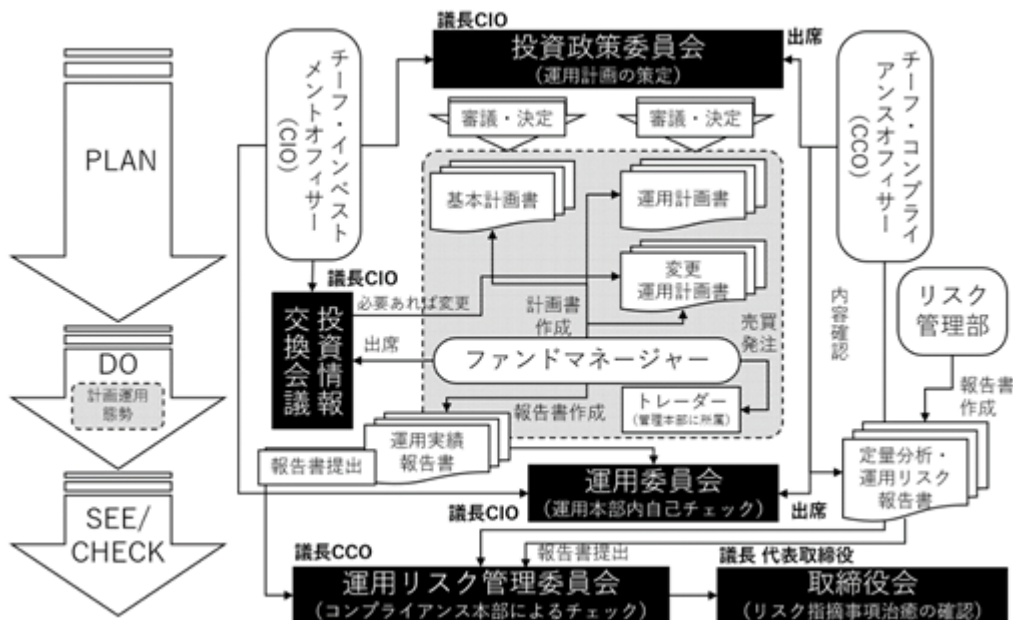 議長CIO
投資政策委員会
(運用計画の策定)
出席
チーフ・インベスト
メントオフィサー
(CIO)
チーフ・コンプライ
アンスオフィサー
(CCO)
審議・決定
審議・決定
PLAN
基本計画書
運用計画書
変更
運用計画書
議長CIO
必要あれば変更
計画書
作成
売買
発注
内容確認
リスク
管理部
投資情報
交換会議
出席
ファンドマネージャー
DO
計画運用
態勢
報告書作成
トレーダー
(管理本部に所属)
報告書
作成
運用実績
報告書
報告書提出
定量分析・
運用リスク
報告書
運用委員会
(運用本部内自己チェック)
議長CIO
出席
SEE/
CHECK
議長CCO
報告書提出
議長 代表取締役
運用リスク管理委員会
(コンプライアンス本部によるチェック)
取締役会
(リスク指摘事項治癒の確認)